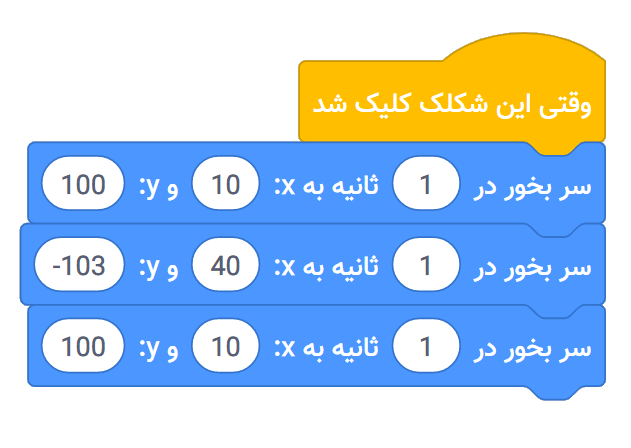 وقتی این شکلک کلیک شد
سر بخور در 1 ثانیه به x: 10 و y: 100
سر بخور در 1 ثانیه به x: 40 و y: -103
سر بخور در 1 ثانیه به x: 10 و y: 100